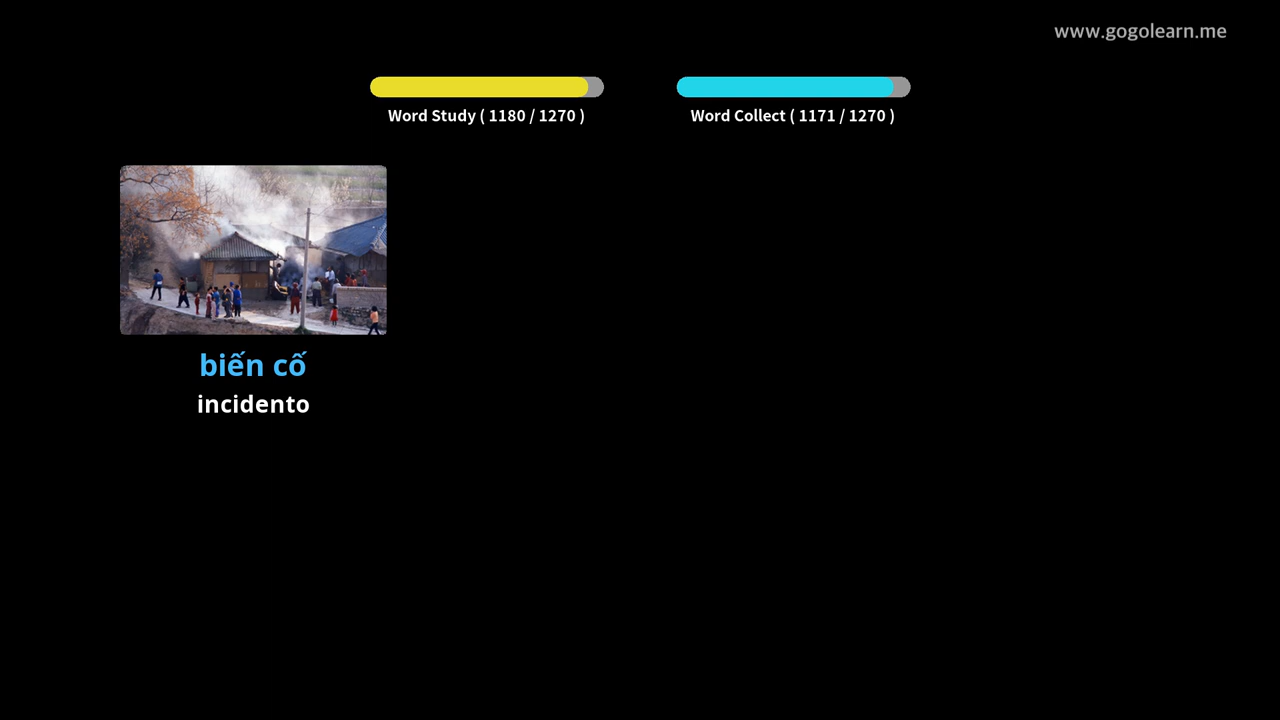 www.gogolearn.me
Word Study ( 1180 / 1270 )
Word Collect ( 1171 / 1270 )
biến cố
incidento